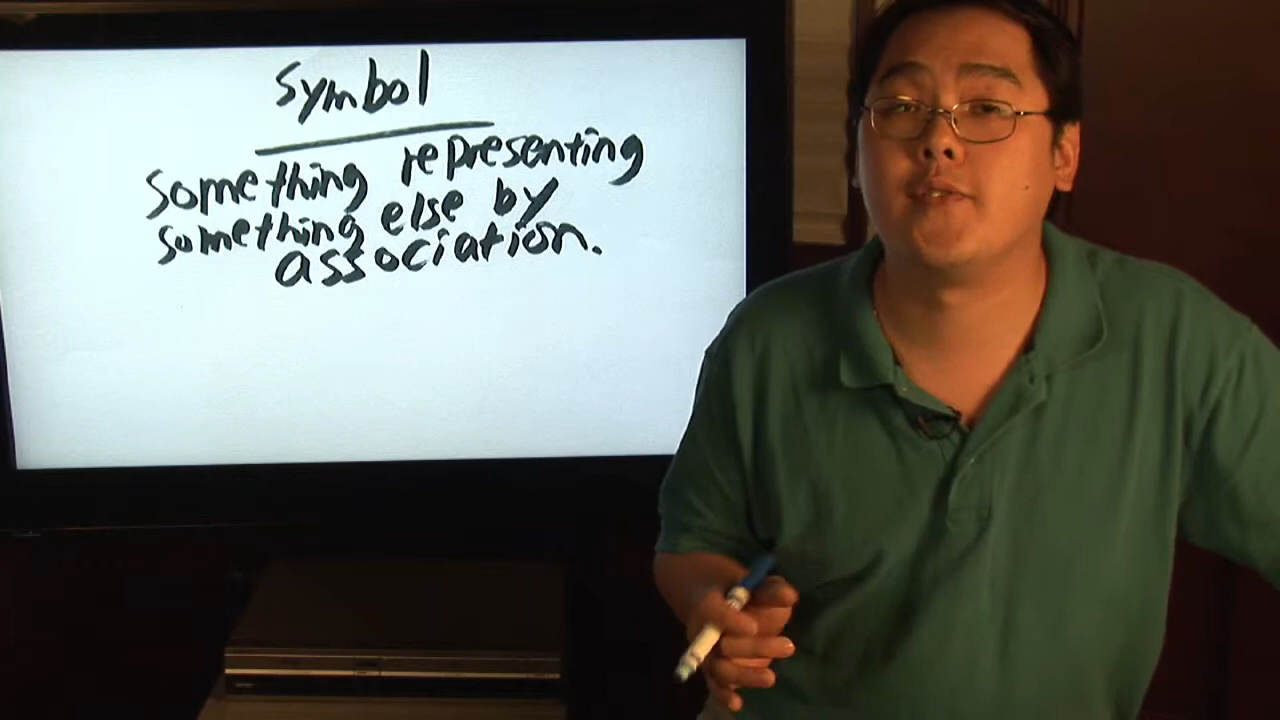 Symbol
Something representing
something else by
association.